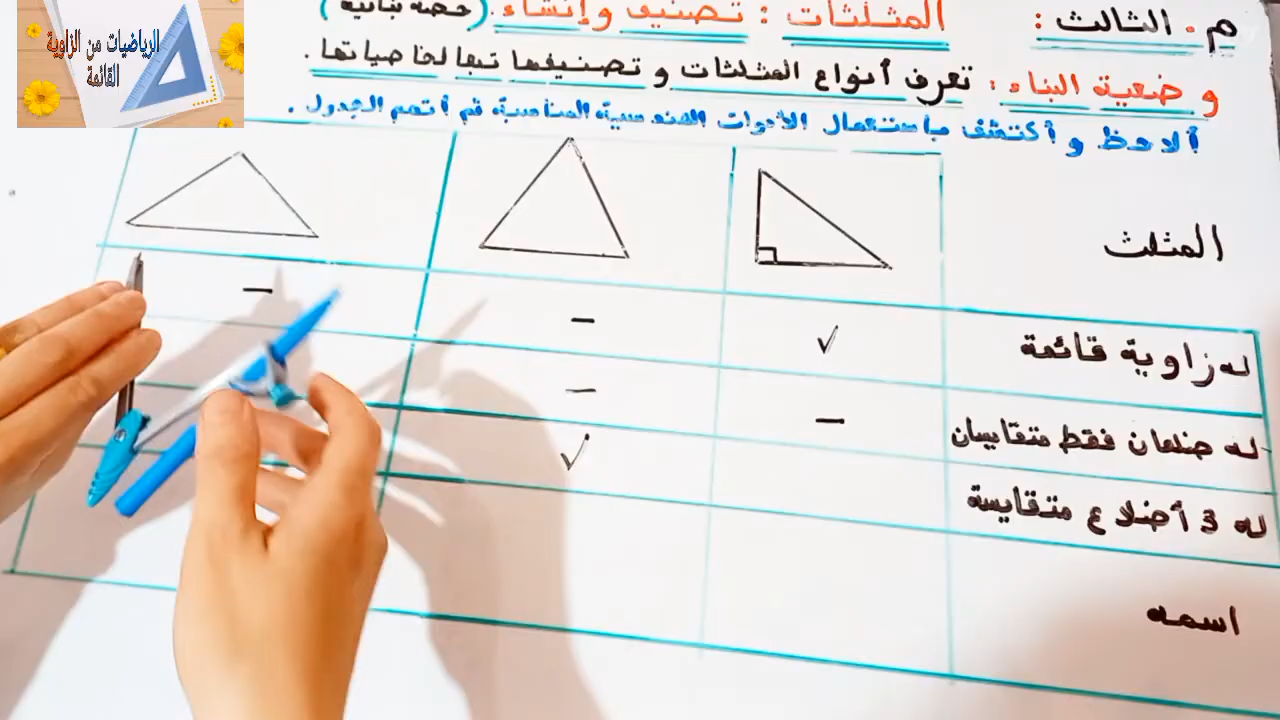 الرياضيات من الزاوية
القائمة
م. الثالث : المثلثات : تصنيف وإنشاء. (حصة بنائية)
وضعية البناء : تعرف أنواع المثلثات و تصنيفها تبعا لخاصياتها .
ألاحظ و أكتشف باستعمال الأدوات الهندسية المناسبة ثم أتمم الجدول .
المثلث
له زاوية قائمة ✓ – –
له ضلعان فقط متقايسان – –
له 3 أضلاع متقايسة ✓
اسمه